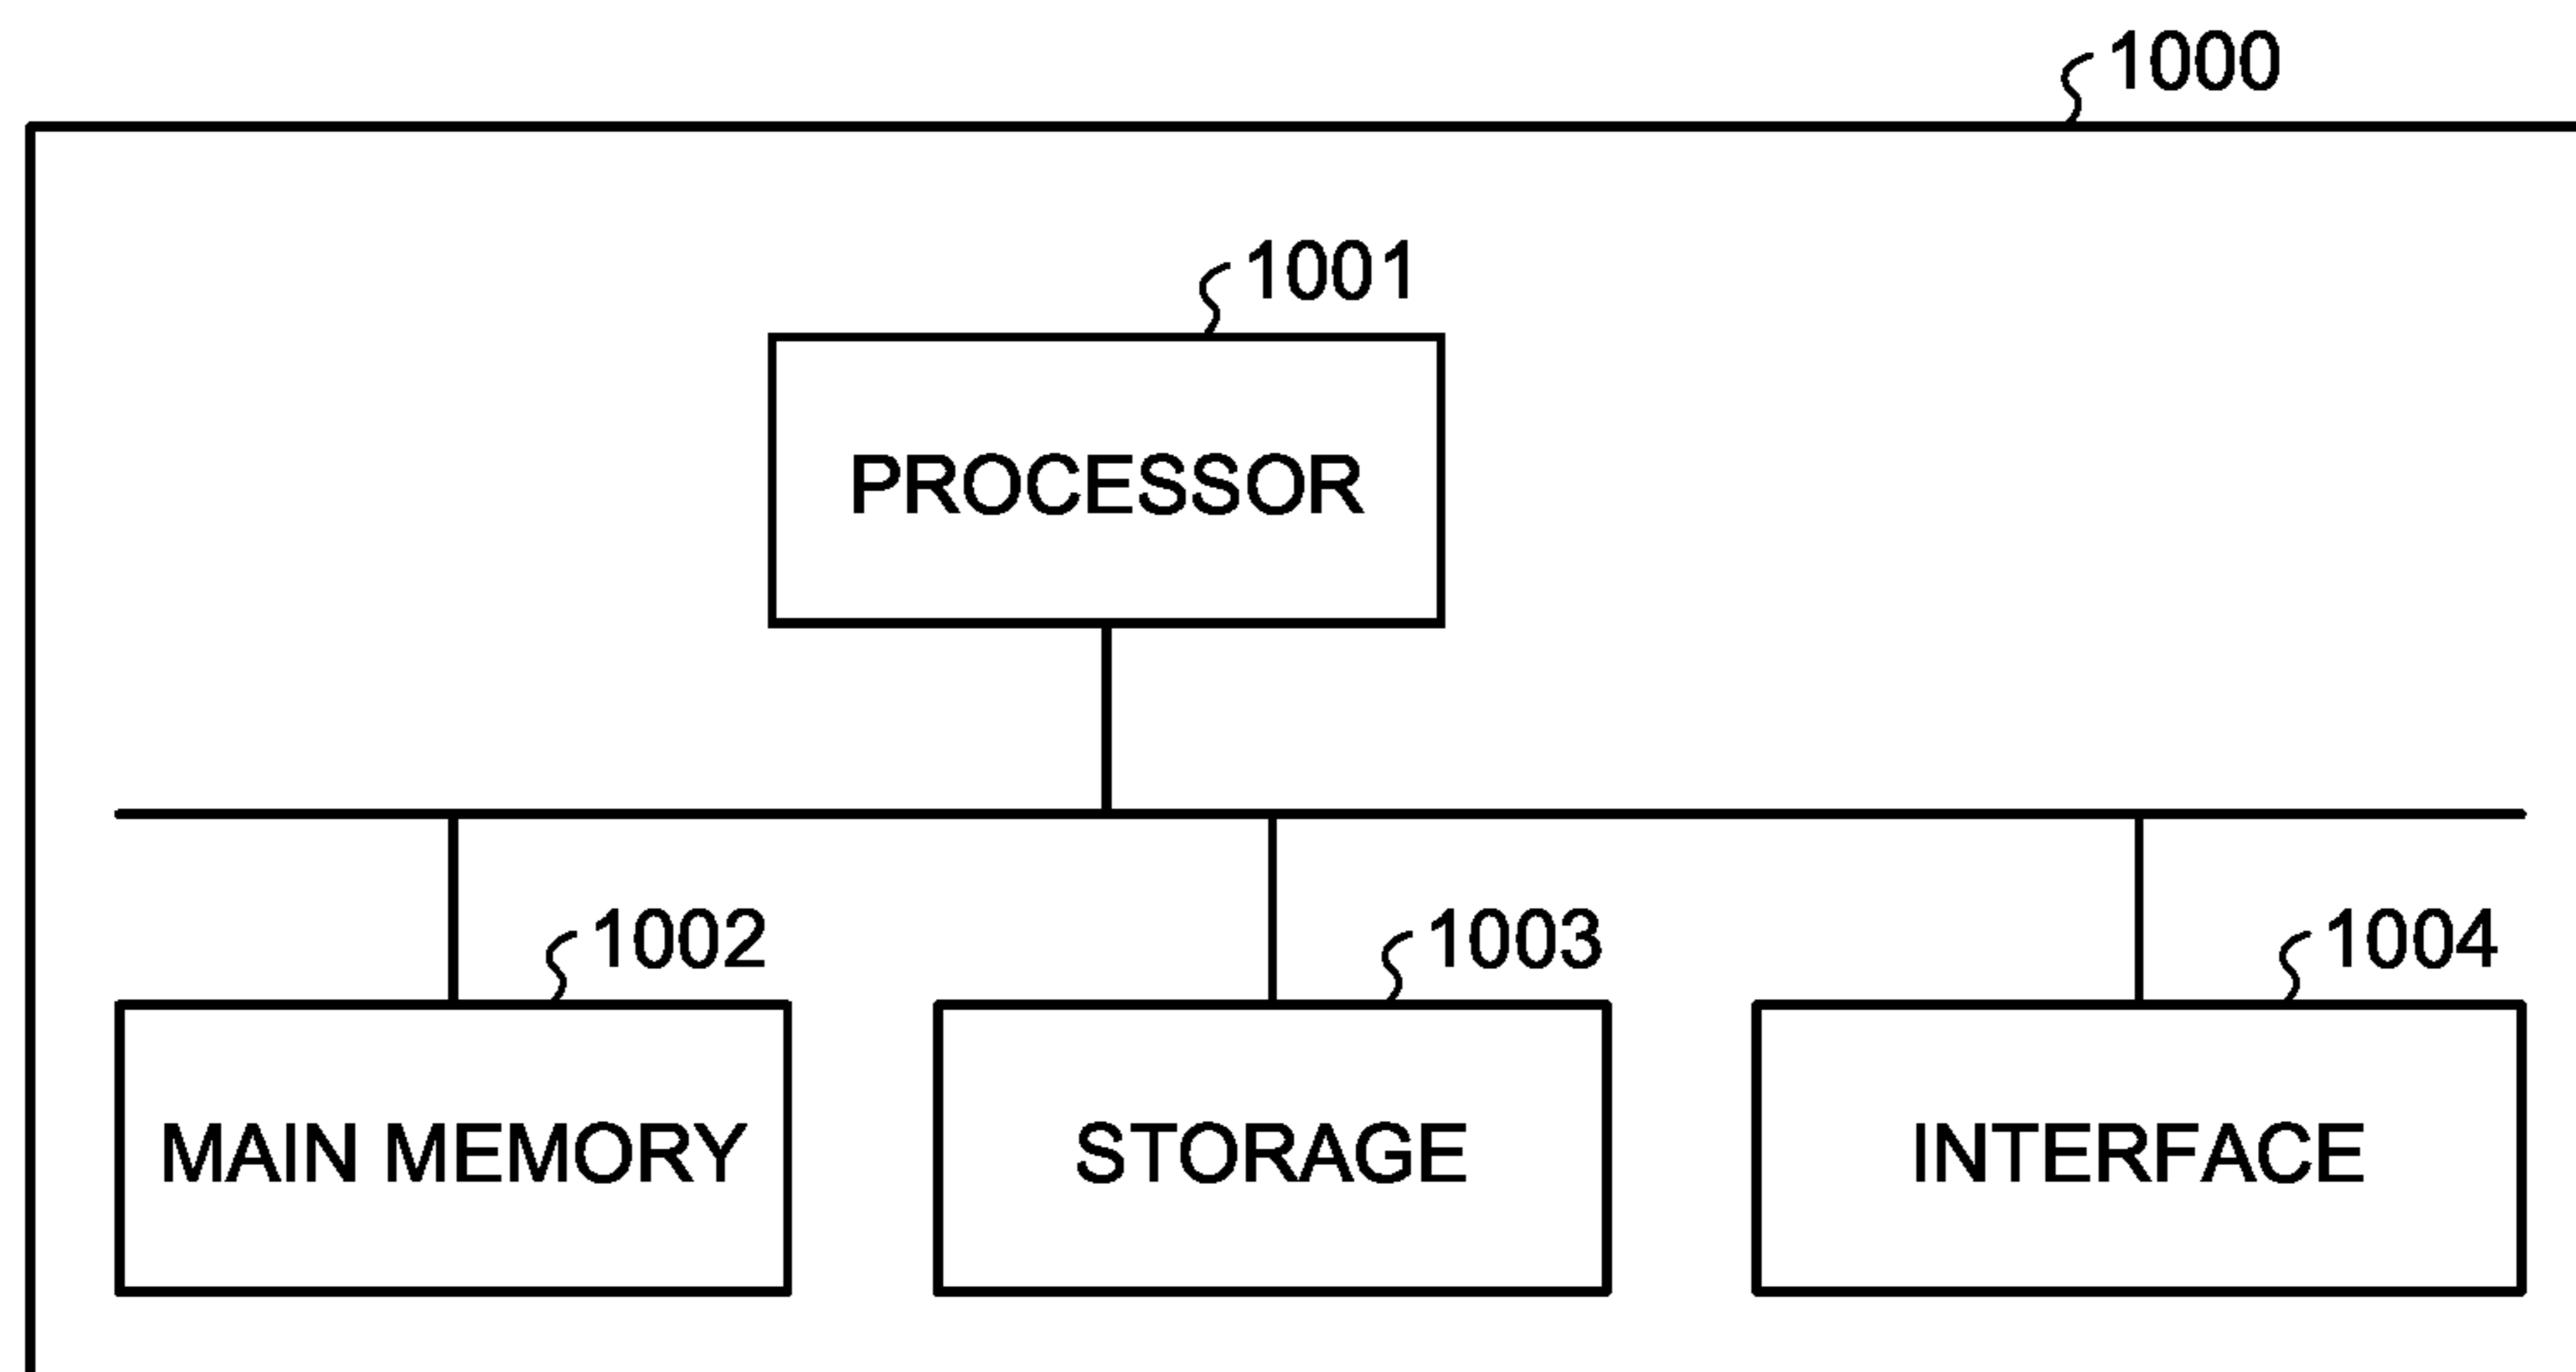 1000
1001
PROCESSOR
1002
1003
1004
MAIN MEMORY
STORAGE
INTERFACE